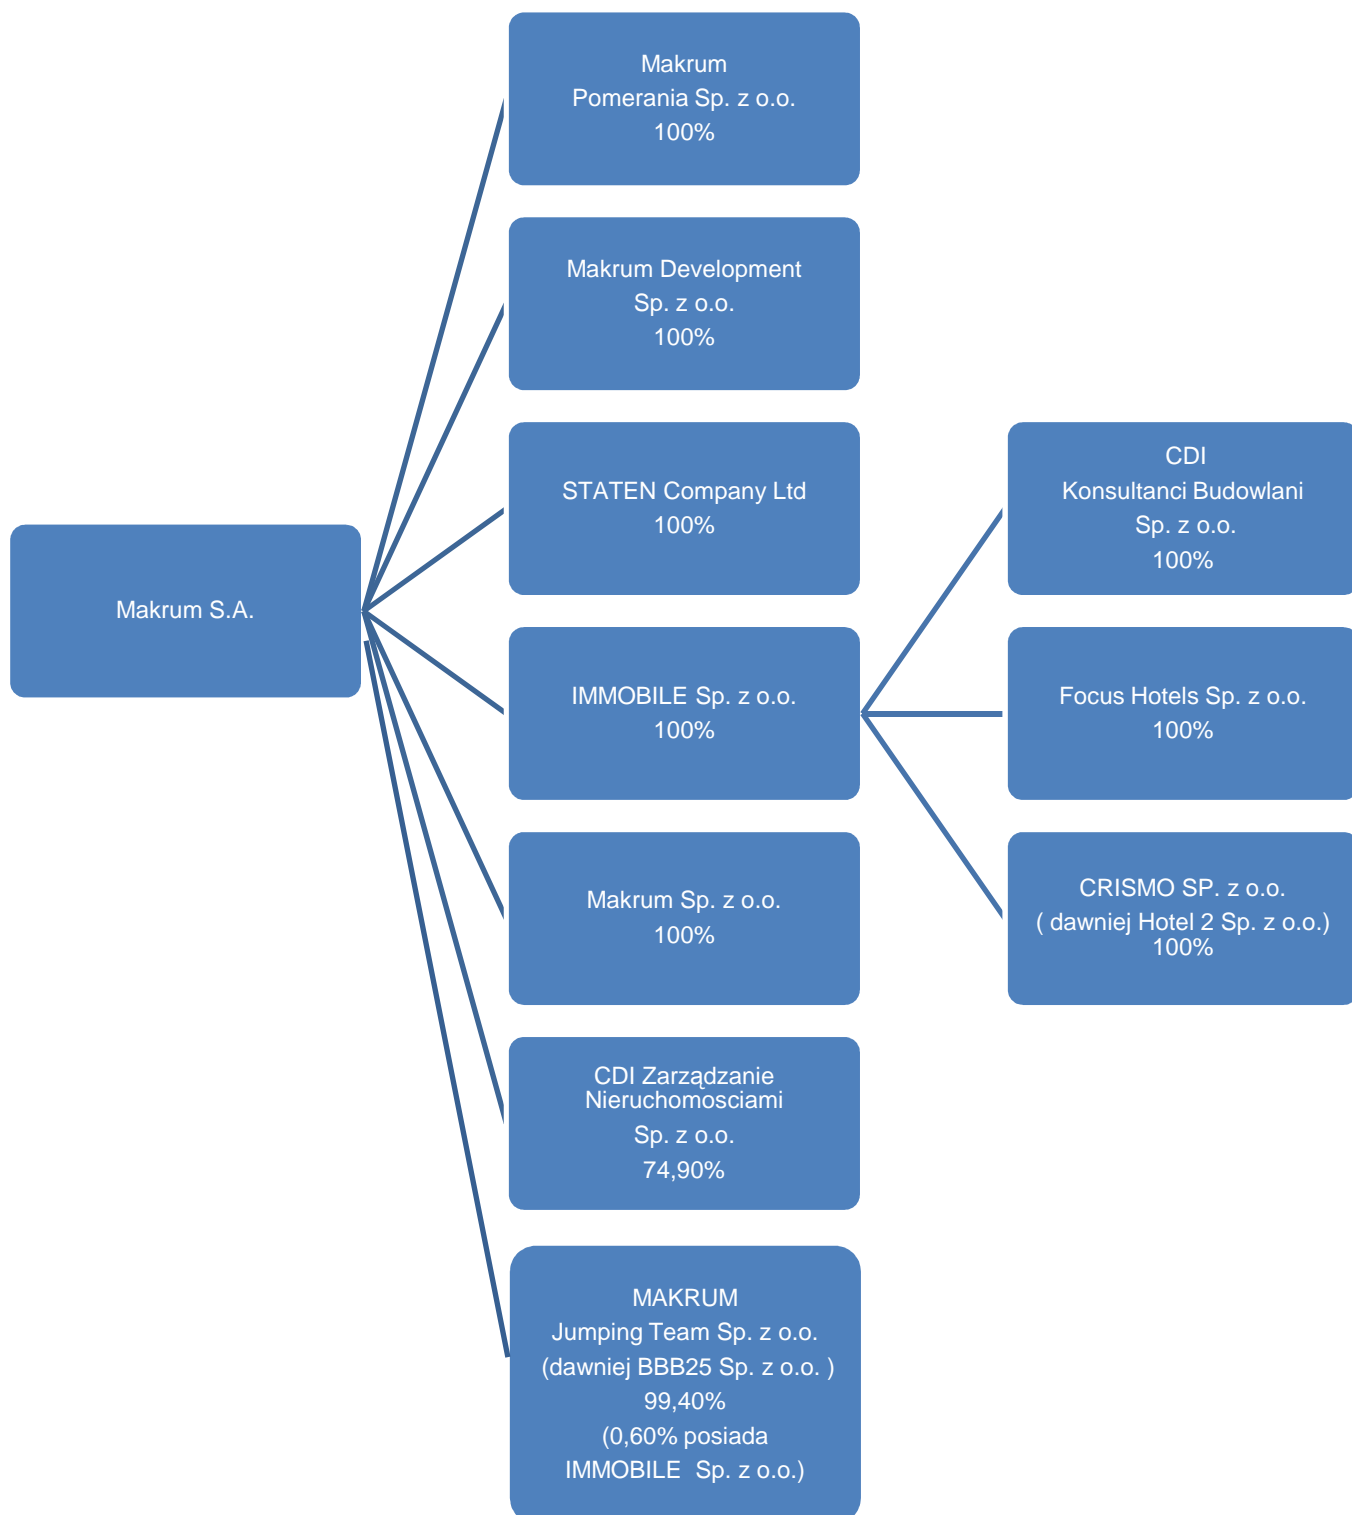 Makrum S.A.
Makrum
Pomerania Sp. z o.o.
100%
Makrum Development
Sp. z o.o.
100%
STATEN Company Ltd
100%
IMMOBILE Sp. z o.o.
100%
Makrum Sp. z o.o.
100%
CDI Zarządzanie
Nieruchomosciami
Sp. z o.o.
74,90%
MAKRUM
Jumping Team Sp. z o.o.
(dawniej BBB25 Sp. z o.o. )
99,40%
(0,60% posiada
IMMOBILE  Sp. z o.o.)
CDI
Konsultanci Budowlani
Sp. z o.o.
100%
Focus Hotels Sp. z o.o.
100%
CRISMO SP. z o.o.
( dawniej Hotel 2 Sp. z o.o.)
100%